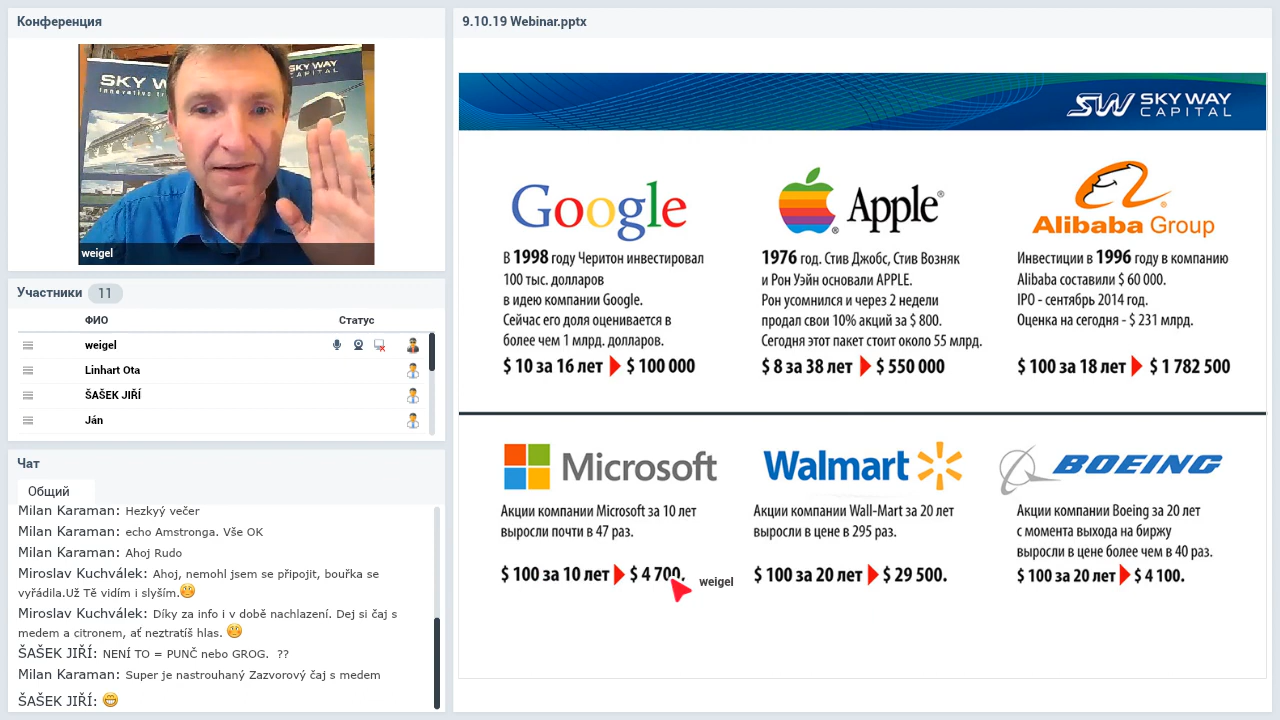 Конференция
SKY W
innovative tr
SKY WAY
CAPITAL
weigel
Участники 11
ФИО Статус
weigel
Linhart Ota
ŠAŠEK JIŘÍ
Ján
Чат
Общий
Milan Karaman: Hezkyý večer
Milan Karaman: echo Amstronga. Vše OK
Milan Karaman: Ahoj Rudo
Miroslav Kuchválek: Ahoj, nemohl jsem se připojit, bouřka se
vyřádila.Už Tě vidím i slyším.
Miroslav Kuchválek: Díky za info i v době nachlazení. Dej si čaj s
medem a citronem, ať neztratíš hlas.
ŠAŠEK JIŘÍ: NENÍ TO = PUNČ nebo GROG. ??
Milan Karaman: Super je nastrouhaný Zazvorový čaj s medem
ŠAŠEK JIŘÍ:
9.10.19 Webinar.pptx
SW SKY WAY
CAPITAL
Google
В 1998 году Черитон инвестировал
100 тыс. долларов
в идею компании Google.
Сейчас его доля оценивается в
более чем 1 млрд. долларов.
$ 10 за 16 лет $ 100 000
Apple®
1976 год. Стив Джобс, Стив Возняк
и Рон Уэйн основали APPLE.
Рон усомнился и через 2 недели
продал свои 10% акций за $ 800.
Сегодня этот пакет стоит около 55 млрд.
$ 8 за 38 лет $ 550 000
Alibaba Group
Инвестиции в 1996 году в компанию
Alibaba составили $ 60 000.
IPO - сентябрь 2014 год.
Оценка на сегодня - $ 231 млрд.
$ 100 за 18 лет $ 1 782 500
Microsoft
Акции компании Microsoft за 10 лет
выросли почти в 47 раз.
$ 100 за 10 лет $ 4 700.
weigel
Walmart
Акции компании Wall-Mart за 20 лет
выросли в цене в 295 раз.
$ 100 за 20 лет $ 29 500.
BOEING
Акции компании Boeing за 20 лет
с момента выхода на биржу
выросли в цене более чем в 40 раз.
$ 100 за 20 лет $ 4 100.